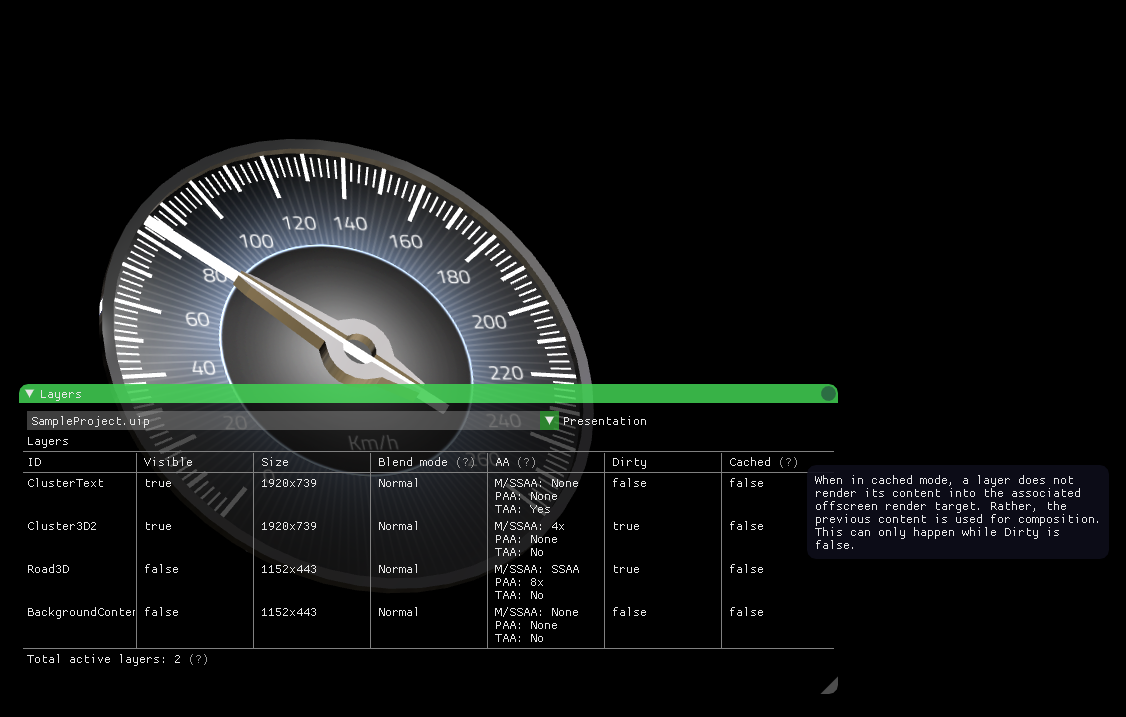 120 140
100 160
80 180
60 200
40 220
Layers
SampleProject.uip Presentation
20 240
Layers
Km/h
ID Visible Size Blend mode (?) AA (?) Dirty Cached (?)
ClusterText true 1920x739 Normal M/SSAA: None false false
PAA: None
TAA: Yes
Cluster3D2 true 1920x739 Normal M/SSAA: 4x true false
PAA: None
TAA: No
Road3D false 1152x443 Normal M/SSAA: SSAA true false
PAA: 8x
TAA: No
BackgroundConter false 1152x443 Normal M/SSAA: None false false
PAA: None
TAA: No
Total active layers: 2 (?)
When in cached mode, a layer does not
render its content into the associated
offscreen render target. Rather, the
previous content is used for composition.
This can only happen while Dirty is
false.